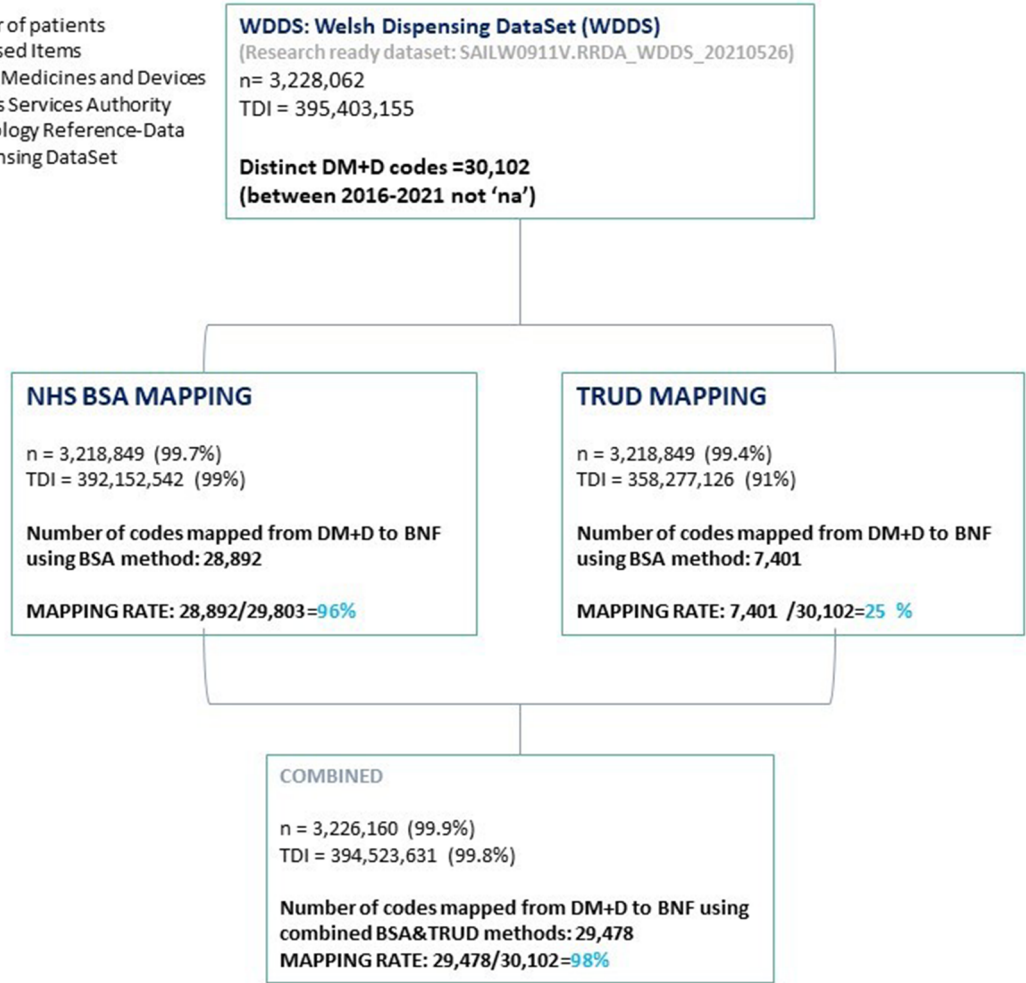 r of patients
sed Items
Medicines and Devices
s Services Authority
ology Reference-Data
nsing DataSet
WDDS: Welsh Dispensing DataSet (WDDS)
(Research ready dataset: SAILW0911V.RRDA_WDDS_20210526)
n= 3,228,062
TDI = 395,403,155
Distinct DM+D codes =30,102
(between 2016-2021 not ‘na’)
NHS BSA MAPPING
n = 3,218,849 (99.7%)
TDI = 392,152,542 (99%)
Number of codes mapped from DM+D to BNF
using BSA method: 28,892
MAPPING RATE: 28,892/29,803=96%
TRUD MAPPING
n = 3,218,849 (99.4%)
TDI = 358,277,126 (91%)
Number of codes mapped from DM+D to BNF
using BSA method: 7,401
MAPPING RATE: 7,401 /30,102=25 %
COMBINED
n = 3,226,160 (99.9%)
TDI = 394,523,631 (99.8%)
Number of codes mapped from DM+D to BNF using
combined BSA&TRUD methods: 29,478
MAPPING RATE: 29,478/30,102=98%